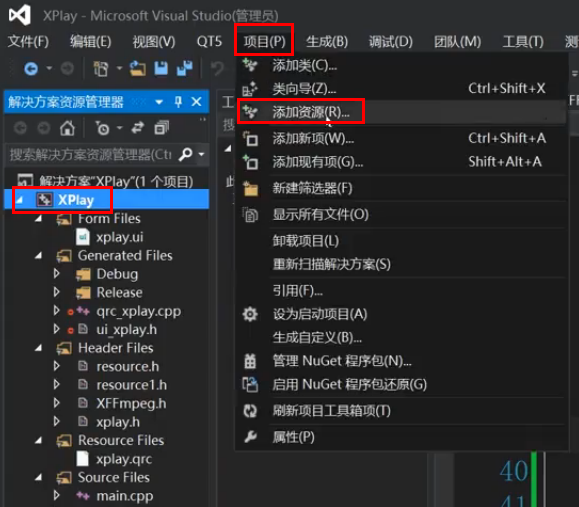 XPlay - Microsoft Visual Studio(管理员)
文件(F) 编辑(E) 视图(V) QT5 项目(P) 生成(B) 调试(D) 团队(M) 工具(T)
解决方案资源管理器
搜索解决方案资源管理器(Ctr
解决方案"XPlay"(1 个项目)
XPlay
Form Files
xplay.ui
Generated Files
Debug
Release
qrc_xplay.cpp
ui_xplay.h
Header Files
resource.h
resource1.h
XFFmpeg.h
xplay.h
Resource Files
xplay.qrc
Source Files
main.cpp
添加类(C)...
类向导(Z)... Ctrl+Shift+X
添加资源(R)...
添加新项(W)... Ctrl+Shift+A
添加现有项(G)... Shift+Alt+A
新建筛选器(F)
显示所有文件(O)
卸载项目(L)
重新扫描解决方案(S)
引用(F)...
设为启动项目(A)
生成自定义(B)...
管理 NuGet 程序包(N)...
启用 NuGet 程序包还原(G)
刷新项目工具箱项(T)
属性(P)
40
41